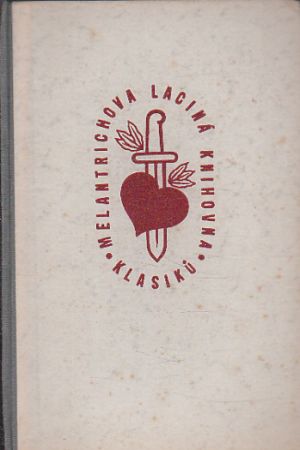 MELANTRICHOVA LACINÁ KNIHOVNA
KLASIKŮ